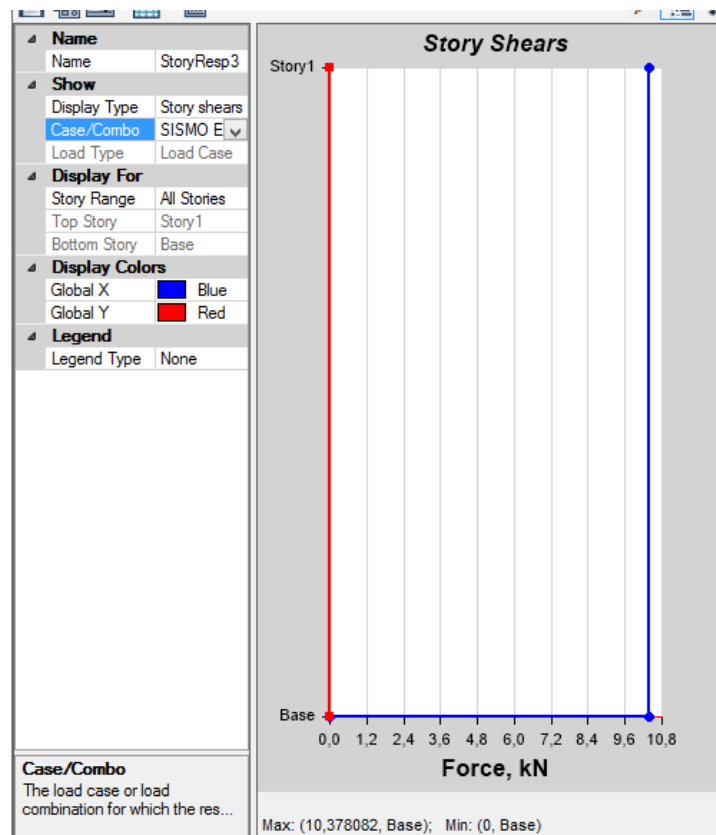 Name
Name StoryResp3
Show
Display Type Story shears
Case/Combo SISMO E
Load Type Load Case
Display For
Story Range All Stories
Top Story Story1
Bottom Story Base
Display Colors
Global X Blue
Global Y Red
Legend
Legend Type None
Case/Combo
The load case or load
combination for which the res...
Story Shears
Story1
Base
0,0 1,2 2,4 3,6 4,8 6,0 7,2 8,4 9,6 10,8
Force, kN
Max: (10,378082, Base); Min: (0, Base)